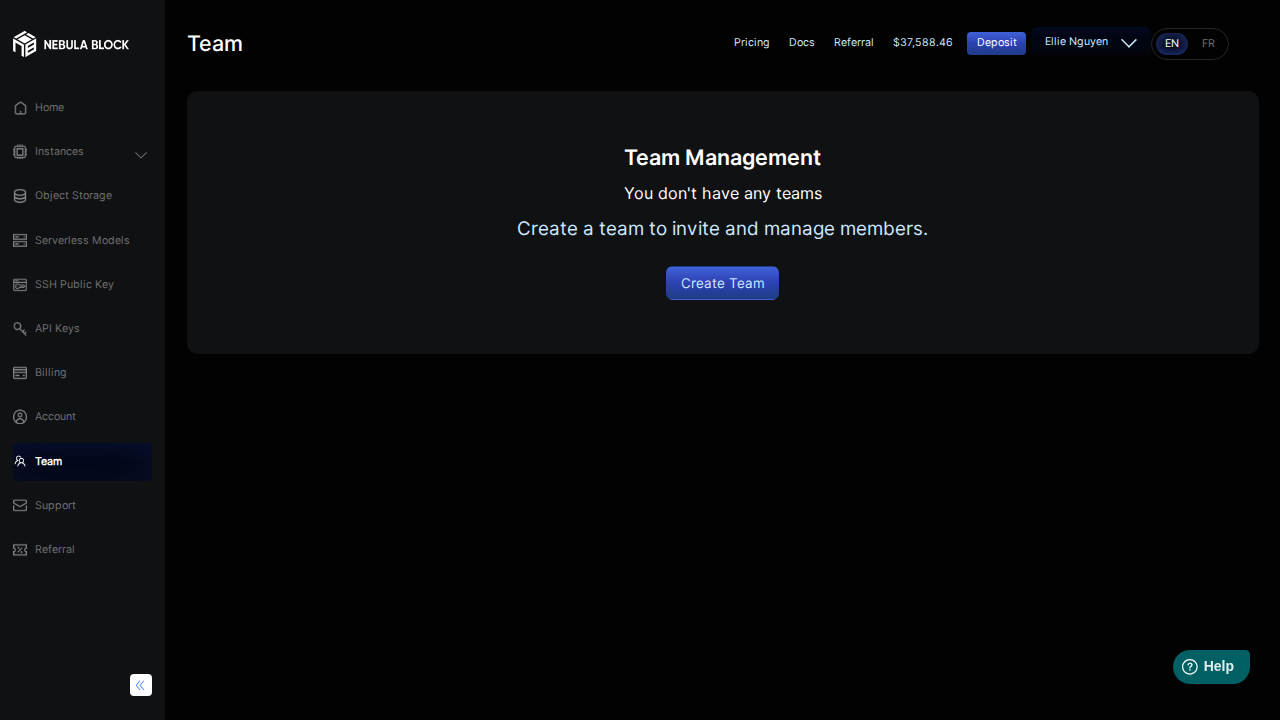 NEBULA BLOCK
Team
Pricing
Docs
Referral
$37,588.46
Deposit
Ellie Nguyen
EN
FR
Home
Instances
Object Storage
Serverless Models
SSH Public Key
API Keys
Billing
Account
Team
Support
Referral
Team Management
You don't have any teams
Create a team to invite and manage members.
Create Team
Help